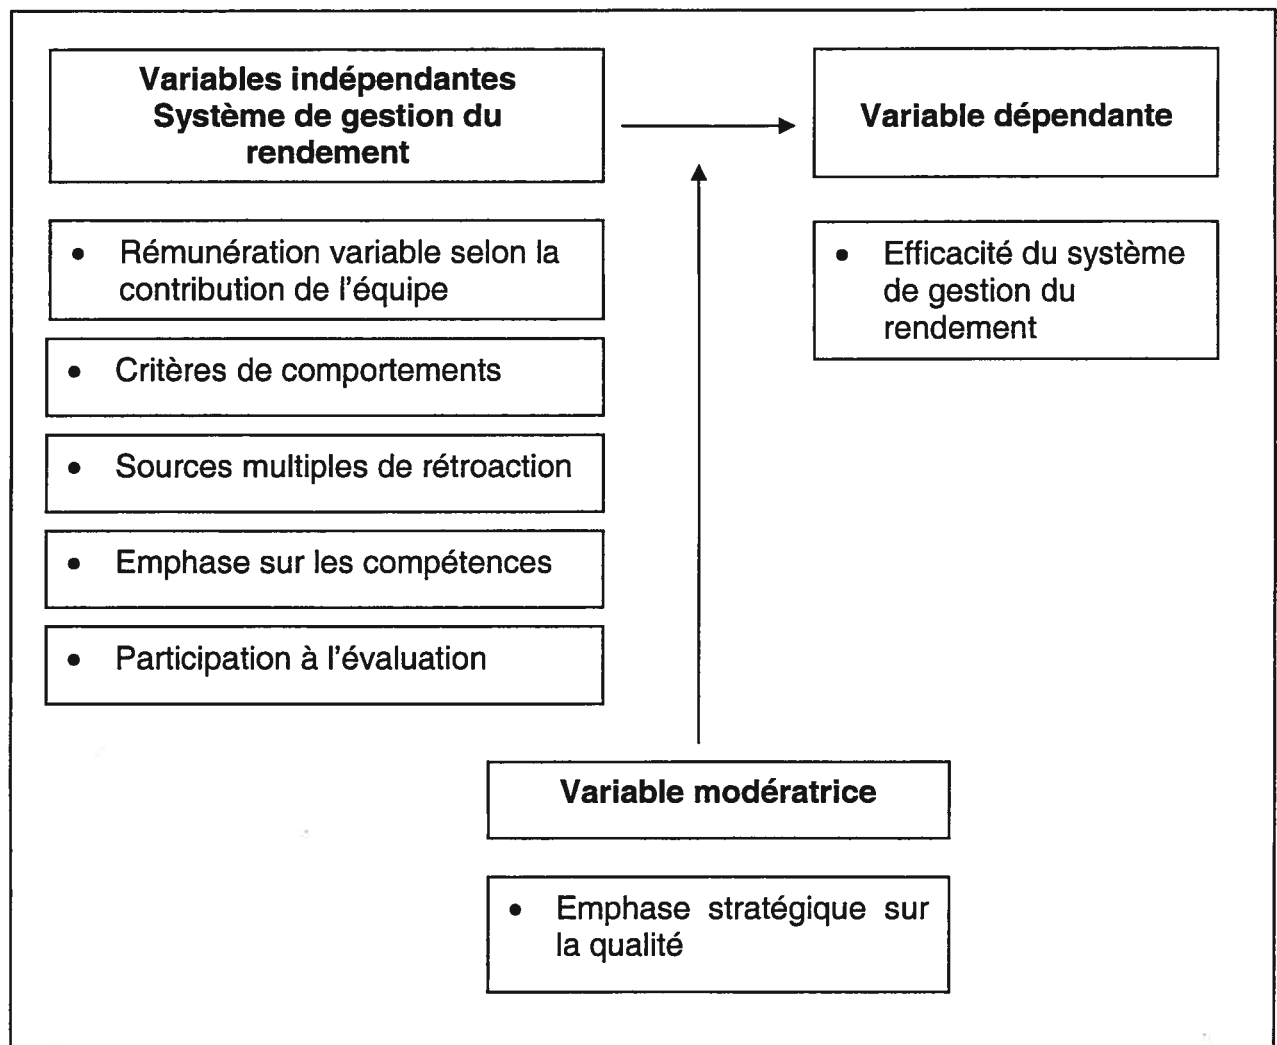 Variables indépendantes
Système de gestion du
rendement
Variable dépendante
• Rémunération variable selon la
contribution de l'équipe
• Critères de comportements
• Sources multiples de rétroaction
• Emphase sur les compétences
• Participation à l'évaluation
• Efficacité du système
de gestion du
rendement
Variable modératrice
• Emphase stratégique sur
la qualité